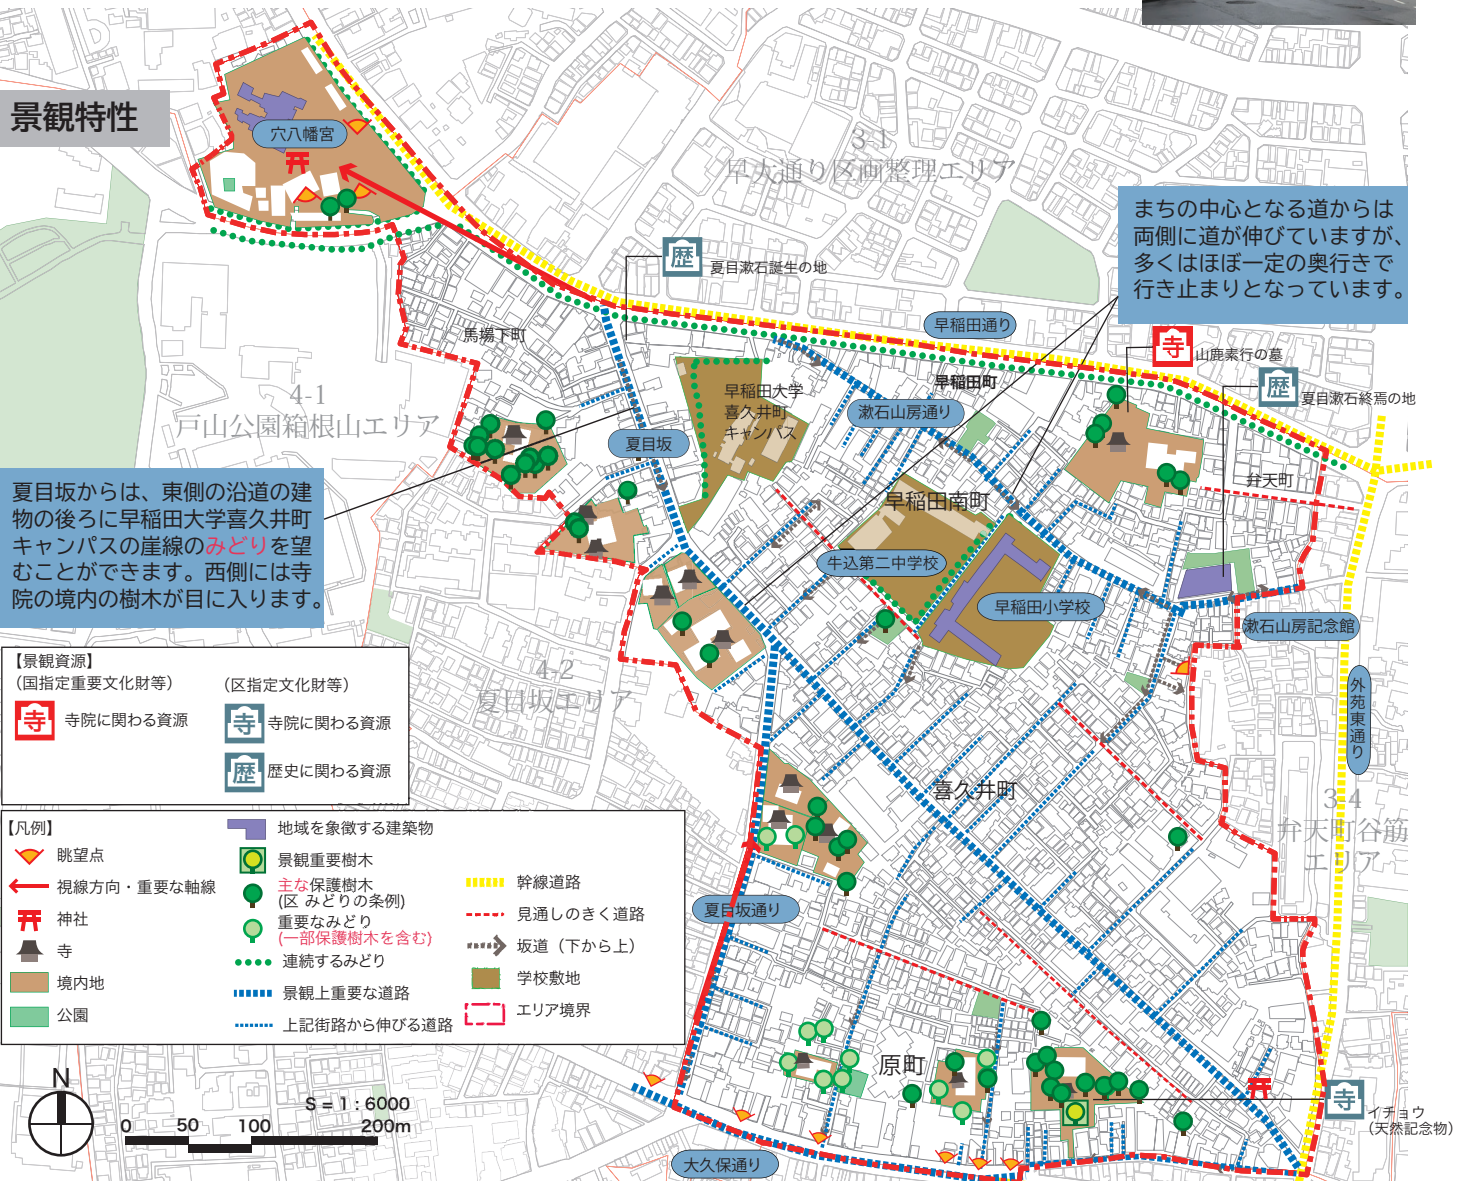 景観特性
穴八幡宮
3-1
早大通り区画整理エリア
まちの中心となる道からは
両側に道が伸びていますが、
多くはほぼ一定の奥行きで
行き止まりとなっています。
歴
夏目漱石誕生の地
早稲田通り
馬場下町
寺
山鹿素行の墓
歴
夏目漱石終焉の地
早稲田町
早稲田大学
喜久井町
キャンパス
漱石山房通り
4-1
戸山公園箱根山エリア
夏目坂
弁天町
夏目坂からは、東側の沿道の建
物の後ろに早稲田大学喜久井町
キャンパスの崖線のみどりを望
むことができます。西側には寺
院の境内の樹木が目に入ります。
早稲田南町
牛込第二中学校
早稲田小学校
漱石山房記念館
4-2
夏目坂エリア
外苑東通り
喜久井町
3-4
弁天町谷筋
エリア
【景観資源】
（国指定重要文化財等）
（区指定文化財等）
寺
寺院に関わる資源
寺
寺院に関わる資源
歴
歴史に関わる資源
【凡例】
眺望点
視線方向・重要な軸線
神社
寺
境内地
公園
地域を象徴する建築物
景観重要樹木
主な保護樹木
(区 みどりの条例)
重要なみどり
(一部保護樹木を含む)
連続するみどり
景観上重要な道路
上記街路から伸びる道路
幹線道路
見通しのきく道路
坂道（下から上）
学校敷地
エリア境界
夏目坂通り
原町
寺
イチョウ
（天然記念物）
大久保通り
N
S = 1 : 6000
0 50 100 200m